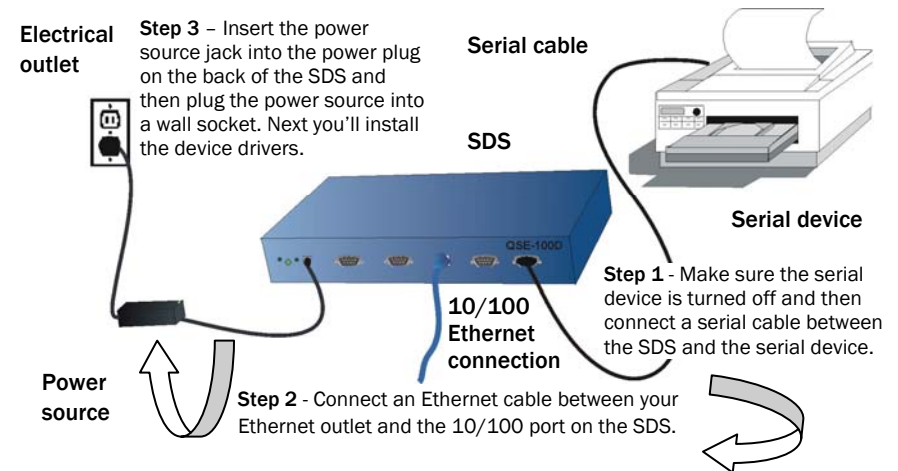 Electrical
outlet
Step 3 – Insert the power
source jack into the power plug
on the back of the SDS and
then plug the power source into
a wall socket. Next you'll install
the device drivers.
Serial cable
SDS
Serial device
QSE-100D
Step 1 - Make sure the serial
device is turned off and then
connect a serial cable between
the SDS and the serial device.
10/100
Ethernet
connection
Power
source
Step 2 - Connect an Ethernet cable between your
Ethernet outlet and the 10/100 port on the SDS.